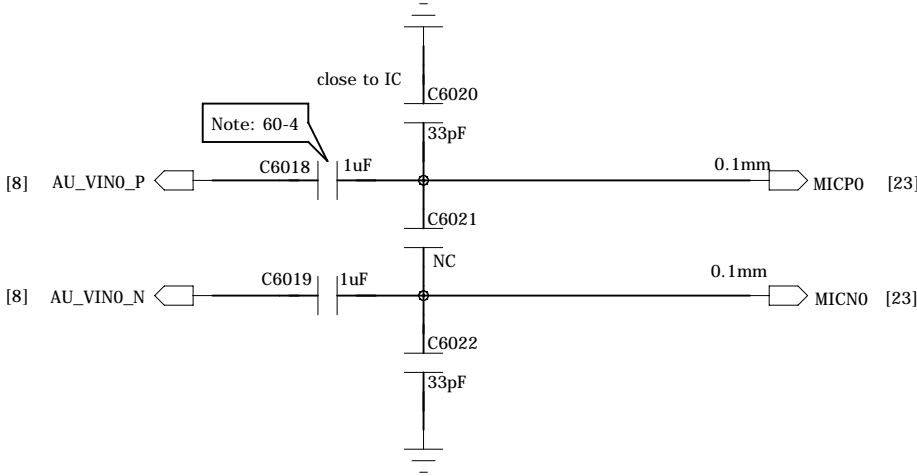 close to IC
C6020
Note: 60-4
33pF
C6018
1uF
0.1mm
[8] AU_VIN0_P
MICP0 [23]
C6021
NC
C6019
1uF
0.1mm
[8] AU_VIN0_N
MICN0 [23]
C6022
33pF